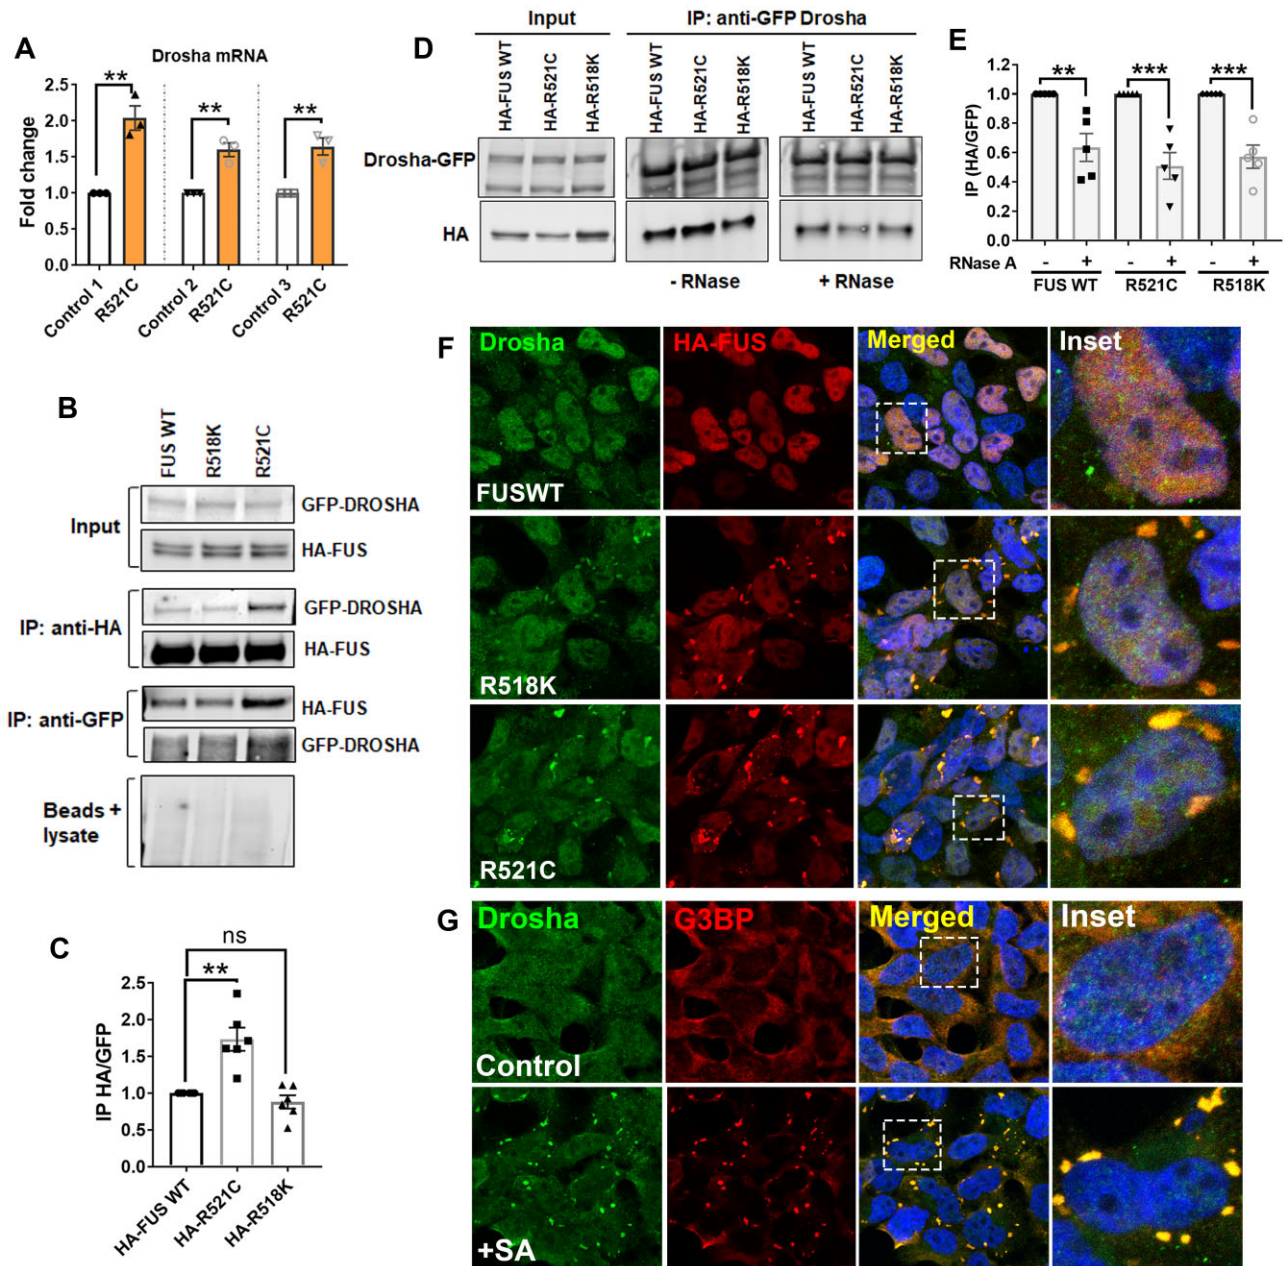 A
Drosha mRNA
**
**
**
Fold change
2.5
2.0
1.5
1.0
0.5
0.0
Control 1
R521C
Control 2
R521C
Control 3
R521C
B
FUS WT
R518K
R521C
Input
GFP-DROSHA
HA-FUS
IP: anti-HA
GFP-DROSHA
HA-FUS
IP: anti-GFP
HA-FUS
GFP-DROSHA
Beads +
lysate
C
ns
**
IP HA/GFP
2.5
2.0
1.5
1.0
0.5
0.0
HA-FUS WT
HA-R521C
HA-R518K
D
Input
IP: anti-GFP Drosha
HA-FUS WT
HA-R521C
HA-R518K
HA-FUS WT
HA-R521C
HA-R518K
HA-FUS WT
HA-R521C
HA-R518K
Drosha-GFP
HA
- RNase
+ RNase
E
**
***
***
IP (HA/GFP)
1.2
1.0
0.8
0.6
0.4
0.2
0.0
RNase A - + - + - +
FUS WT R521C R518K
F
Drosha
HA-FUS
Merged
Inset
FUSWT
R518K
R521C
G
Drosha
G3BP
Merged
Inset
Control
+SA